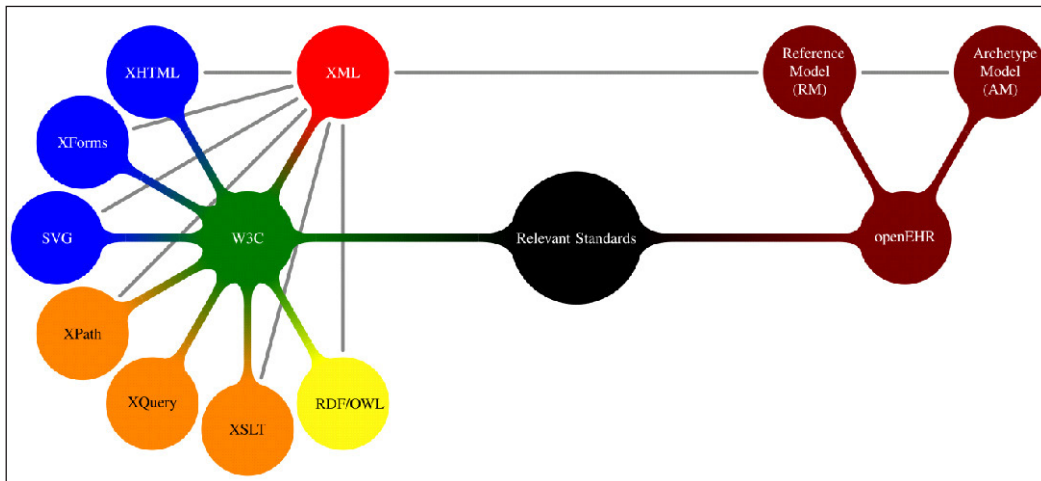 XHTML
XML
Reference
Model
(RM)
Archetype
Model
(AM)
XForms
SVG
W3C
Relevant Standards
openEHR
XPath
XQuery
XSLT
RDF/OWL